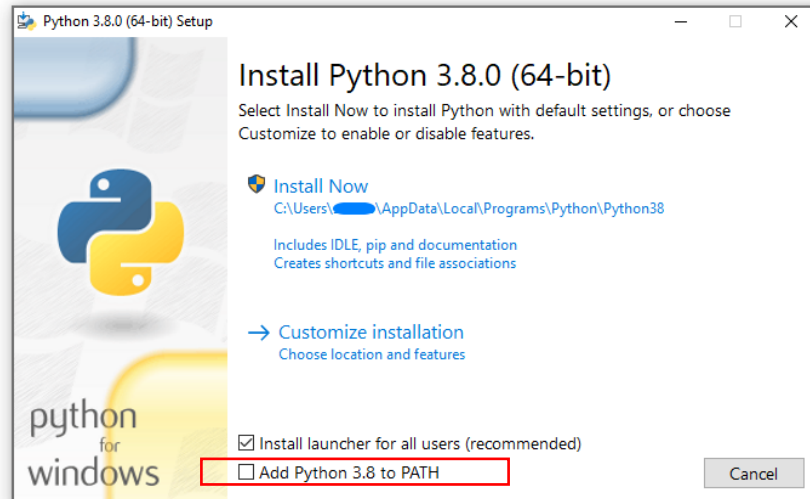 Python 3.8.0 (64-bit) Setup
Install Python 3.8.0 (64-bit)
Select Install Now to install Python with default settings, or choose
Customize to enable or disable features.
Install Now
C:\Users\ \AppData\Local\Programs\Python\Python38
Includes IDLE, pip and documentation
Creates shortcuts and file associations
Customize installation
Choose location and features
python
for
windows
Install launcher for all users (recommended)
Add Python 3.8 to PATH
Cancel